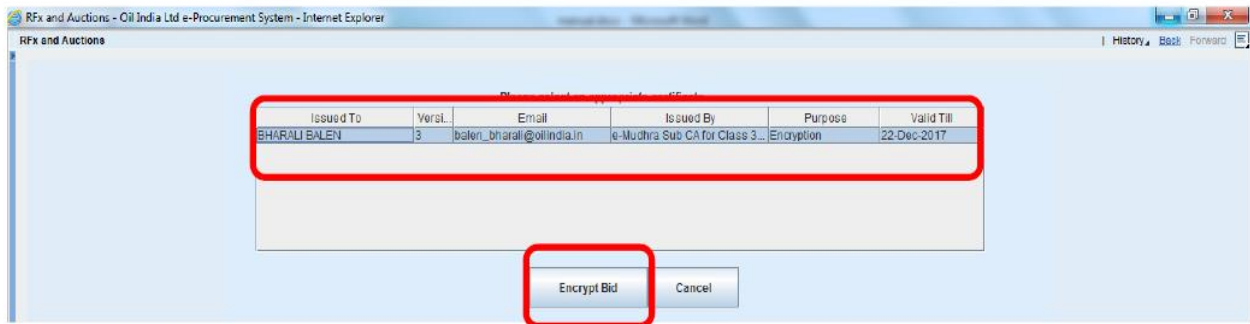 RFx and Auctions - Oil India Ltd e-Procurement System - Internet Explorer
RFx and Auctions
| History Back Forward
Please select an appropriate certificate
Issued To Versi... Email Issued By Purpose Valid Till
BHARALI BALEN 3 balen_bharali@oilindia.in e-Mudhra Sub CA for Class 3... Encryption 22-Dec-2017
Encrypt Bid Cancel